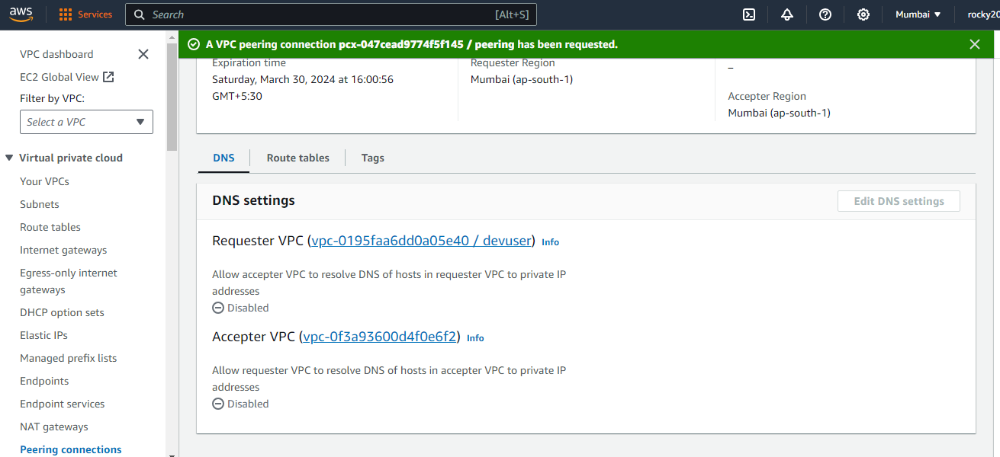 aws
Services
Search
[Alt+S]
Mumbai
rocky20
VPC dashboard
EC2 Global View
Filter by VPC:
Select a VPC
Virtual private cloud
Your VPCs
Subnets
Route tables
Internet gateways
Egress-only internet
gateways
DHCP option sets
Elastic IPs
Managed prefix lists
Endpoints
Endpoint services
NAT gateways
Peering connections
A VPC peering connection pcx-047cead9774f5f145 / peering has been requested.
Expiration time
Saturday, March 30, 2024 at 16:00:56
GMT+5:30
Requester Region
Mumbai (ap-south-1)
–
Accepter Region
Mumbai (ap-south-1)
DNS
Route tables
Tags
DNS settings
Edit DNS settings
Requester VPC (vpc-0195faa6dd0a05e40 / devuser) Info
Allow accepter VPC to resolve DNS of hosts in requester VPC to private IP
addresses
Disabled
Accepter VPC (vpc-0f3a93600d4f0e6f2) Info
Allow requester VPC to resolve DNS of hosts in accepter VPC to private IP
addresses
Disabled